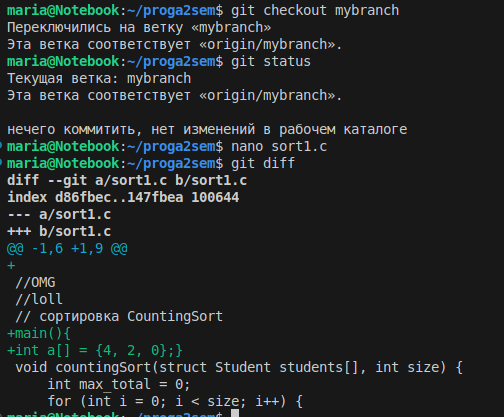 maria@Notebook:~/proga2sem$ git checkout mybranch
Переключились на ветку «mybranch»
Эта ветка соответствует «origin/mybranch».
maria@Notebook:~/proga2sem$ git status
Текущая ветка: mybranch
Эта ветка соответствует «origin/mybranch».

нечего коммитить, нет изменений в рабочем каталоге
maria@Notebook:~/proga2sem$ nano sort1.c
maria@Notebook:~/proga2sem$ git diff
diff --git a/sort1.c b/sort1.c
index d86fbec..147fbea 100644
--- a/sort1.c
+++ b/sort1.c
@@ -1,6 +1,9 @@
+
 //OMG
 //loll
 // сортировка CountingSort
+main(){
+int a[] = {4, 2, 0};}
 void countingSort(struct Student students[], int size) {
     int max_total = 0;
     for (int i = 0; i < size; i++) {
maria@Notebook:~/proga2sem$